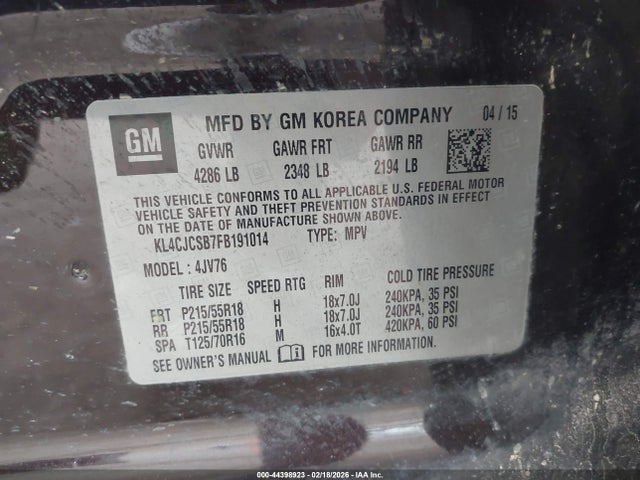 GM
MFD BY GM KOREA COMPANY 04 / 15
GVWR GAWR FRT GAWR RR
4286 LB 2348 LB 2194 LB
THIS VEHICLE CONFORMS TO ALL APPLICABLE U.S. FEDERAL MOTOR
VEHICLE SAFETY AND THEFT PREVENTION STANDARDS IN EFFECT
ON THE DATE OF MANUFACTURE SHOWN ABOVE.
KL4CJCSB7FB191014 TYPE: MPV
MODEL : 4JV76
TIRE SIZE SPEED RTG RIM COLD TIRE PRESSURE
FRT P215/55R18 H 18x7.0J 240KPA, 35 PSI
RR P215/55R18 H 18x7.0J 240KPA, 35 PSI
SPA T125/70R16 M 16x4.0T 420KPA, 60 PSI
SEE OWNER'S MANUAL FOR MORE INFORMATION.
000-44398923 - 02/18/2026 - IAA Inc.